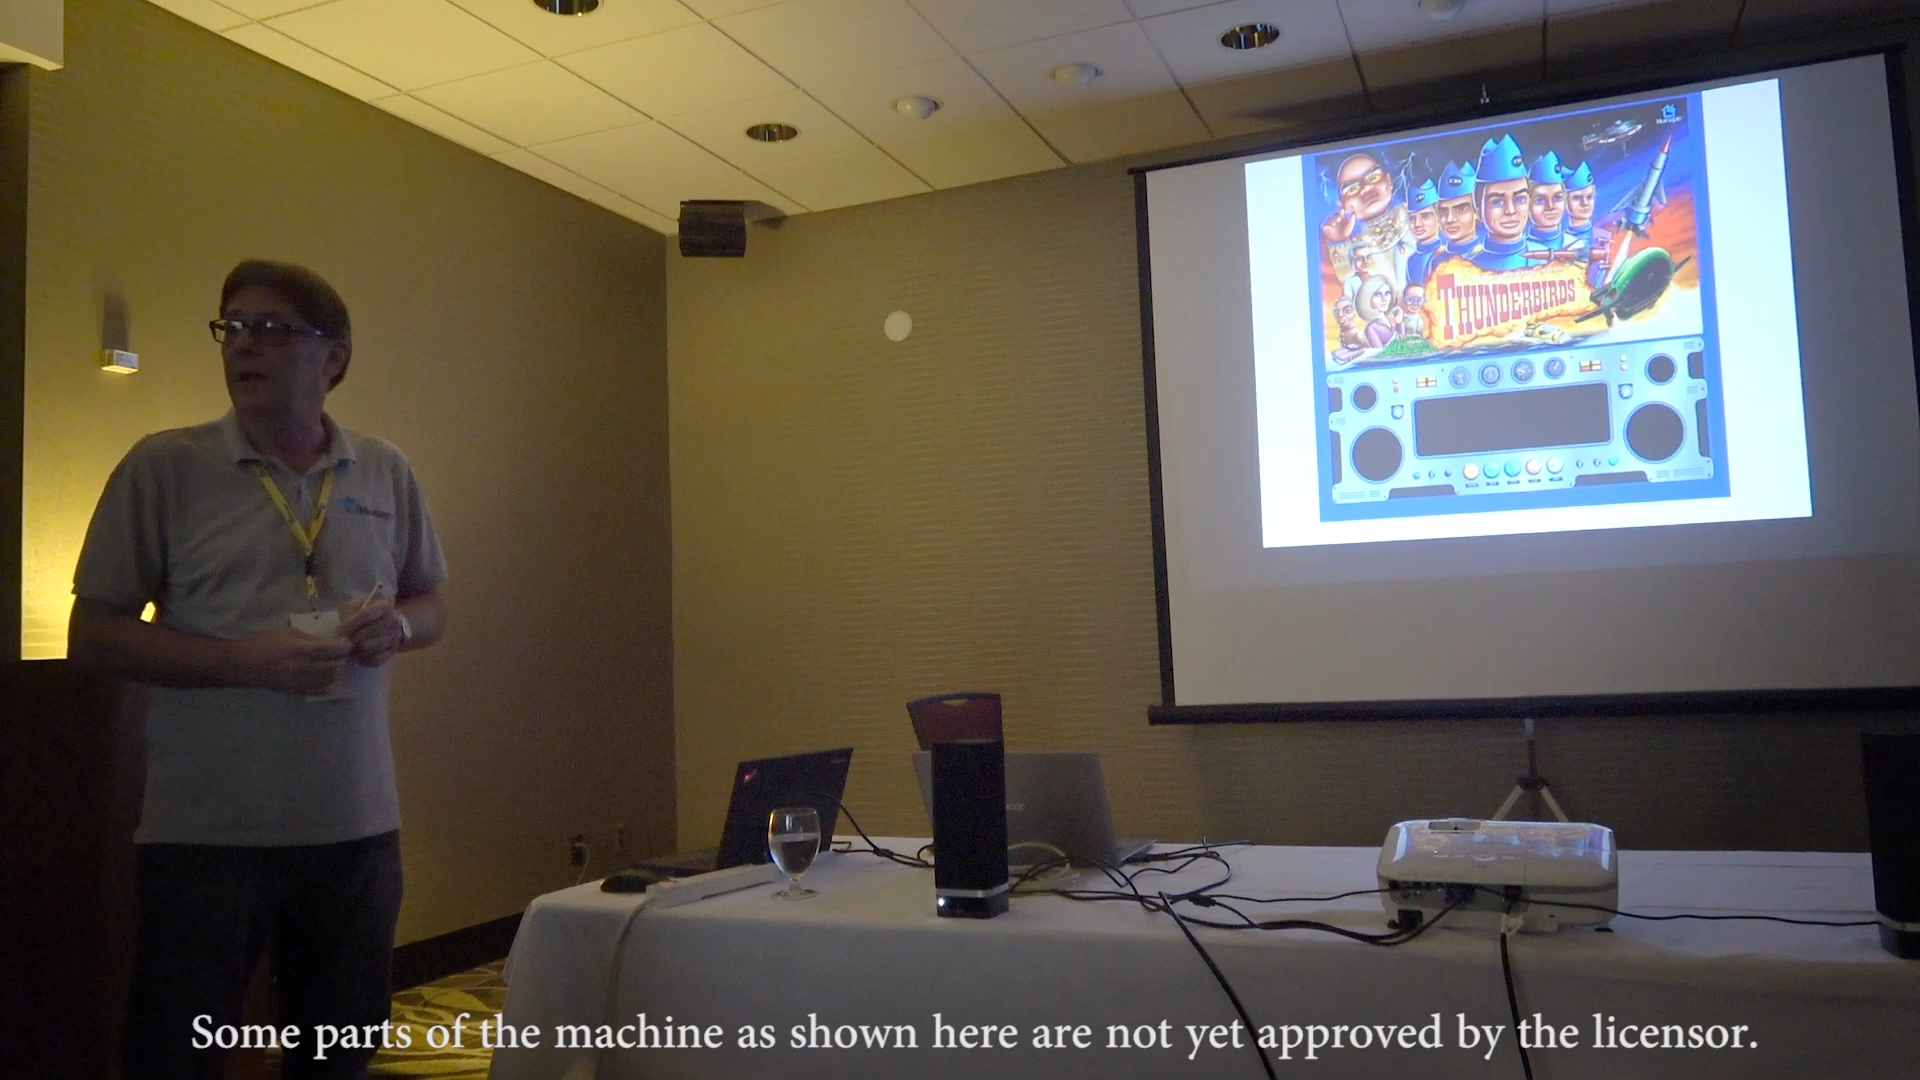 THUNDERBIRDS
Some parts of the machine as shown here are not yet approved by the licensor.